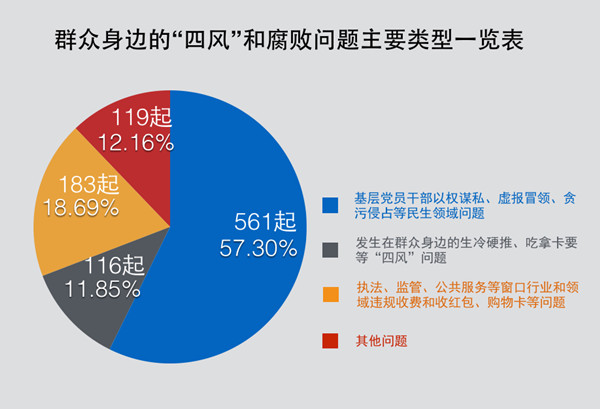 群众身边的“四风”和腐败问题主要类型一览表
119起
12.16%
183起
18.69%
561起
57.30%
116起
11.85%
基层党员干部以权谋私、虚报冒领、贪
污侵占等民生领域问题
发生在群众身边的生冷硬推、吃拿卡要
等“四风”问题
执法、监管、公共服务等窗口行业和领
域违规收费和收红包、购物卡等问题
其他问题